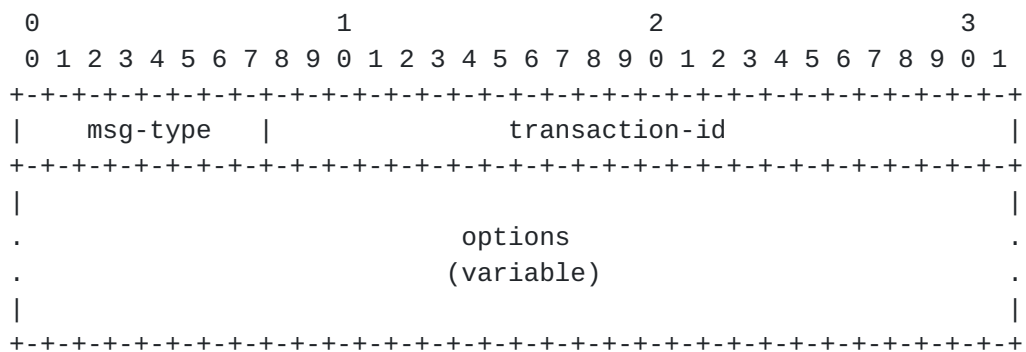 0                   1                   2                   3
 0 1 2 3 4 5 6 7 8 9 0 1 2 3 4 5 6 7 8 9 0 1 2 3 4 5 6 7 8 9 0 1
+-+-+-+-+-+-+-+-+-+-+-+-+-+-+-+-+-+-+-+-+-+-+-+-+-+-+-+-+-+-+-+-+
|    msg-type   |               transaction-id                  |
+-+-+-+-+-+-+-+-+-+-+-+-+-+-+-+-+-+-+-+-+-+-+-+-+-+-+-+-+-+-+-+-+
|                                                               |
.                            options                            .
.                           (variable)                          .
|                                                               |
+-+-+-+-+-+-+-+-+-+-+-+-+-+-+-+-+-+-+-+-+-+-+-+-+-+-+-+-+-+-+-+-+